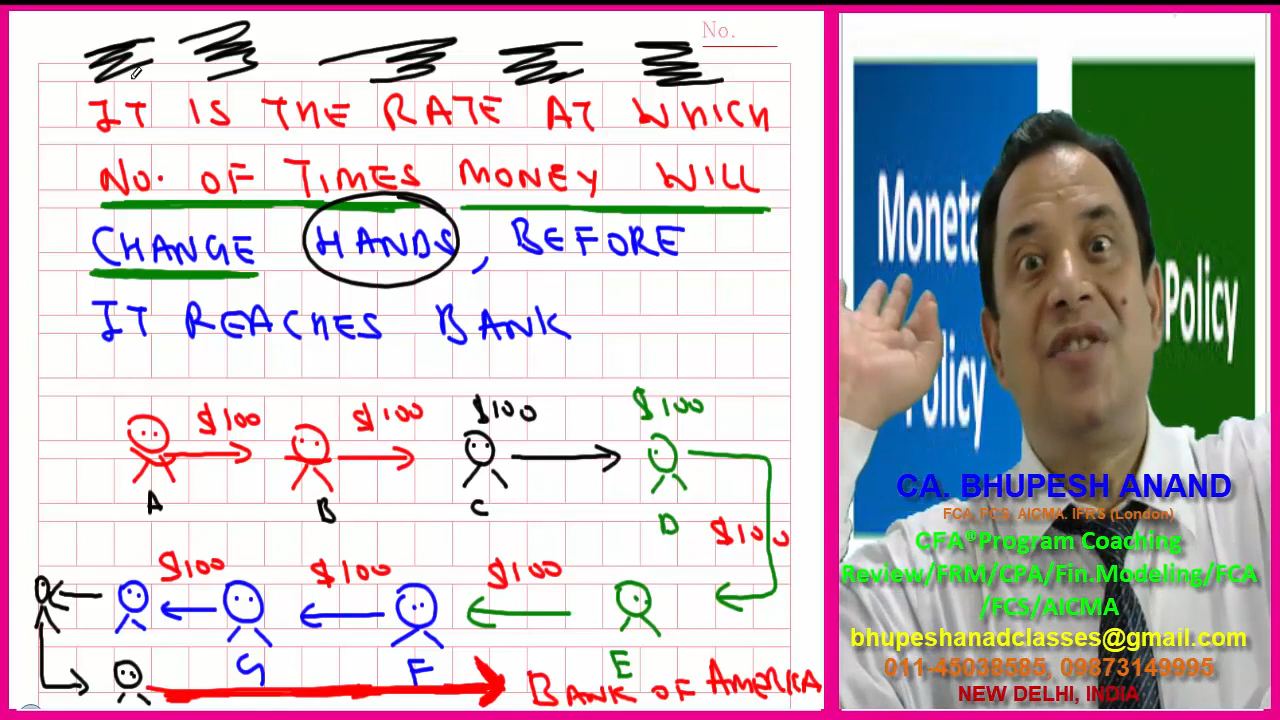 No.
IT IS THE RATE AT WHICH
NO. OF TIMES MONEY WILL
CHANGE HANDS, BEFORE
IT REACHES BANK
$100 $100 $100 $100
A B C D
$100
$100 $100 $100
G F E
BANK OF AMERICA
Moneta
Policy
Policy
CA. BHUPESH ANAND
FCA, FCS, AICMA. IFRS (London)
CFA®Program Coaching
Review/FRM/CPA/Fin.Modeling/FCA
/FCS/AICMA
bhupeshanadclasses@gmail.com
011-45038585, 09873149995
NEW DELHI, INDIA